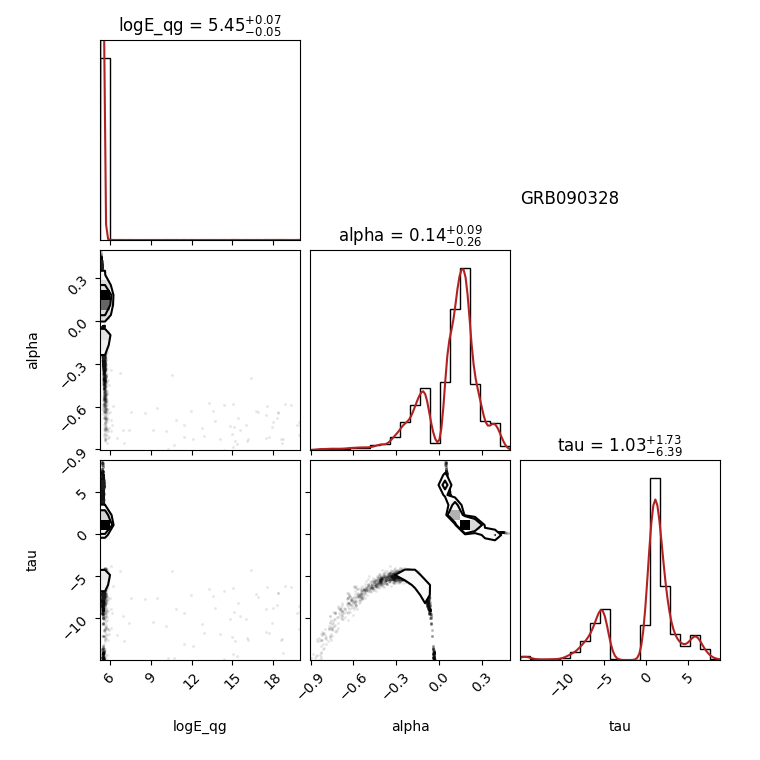 logE_qg = 5.45^{+0.07}_{-0.05}
GRB090328
alpha = 0.14^{+0.09}_{-0.26}
0.3
0.0
−0.3
−0.6
−0.9
alpha
tau = 1.03^{+1.73}_{-6.39}
5
0
−5
−10
tau
6 9 12 15 18
−0.9 −0.6 −0.3 0.0 0.3
−10 −5 0 5
logE_qg alpha tau